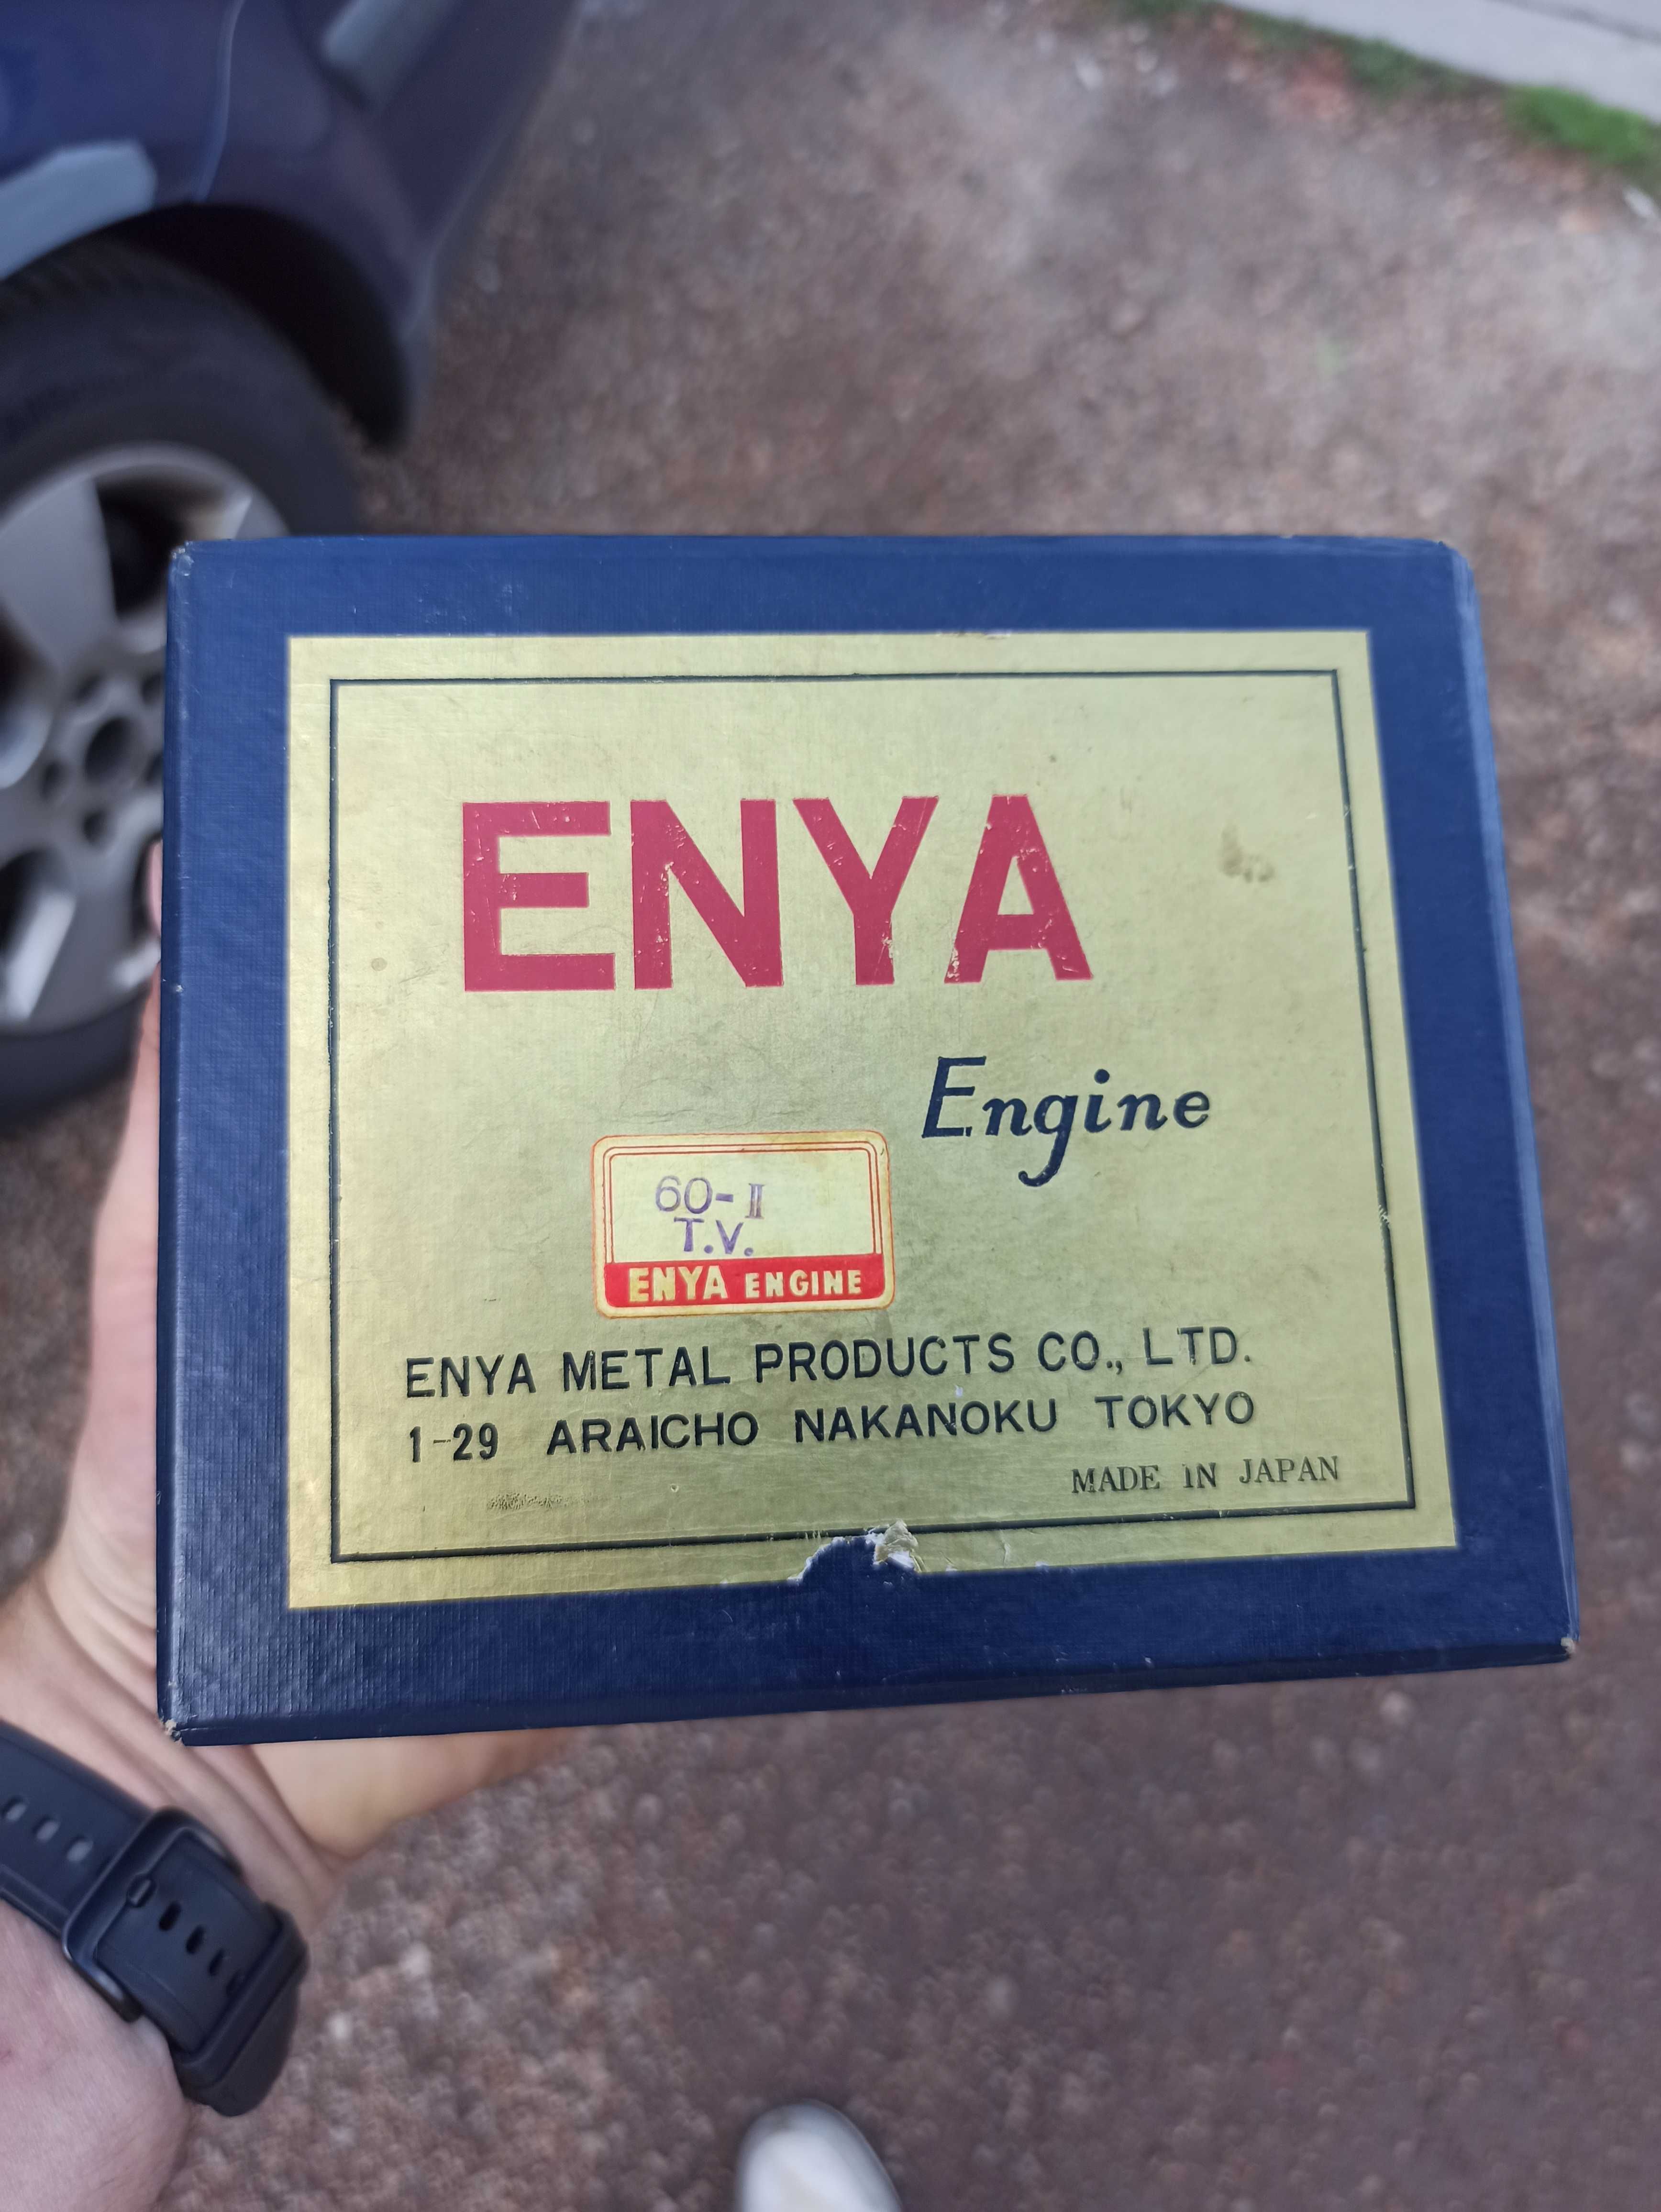 ENYA
Engine
60-II
T.V.
ENYA ENGINE
ENYA METAL PRODUCTS CO., LTD.
1-29 ARAICHO NAKANOKU TOKYO
MADE IN JAPAN